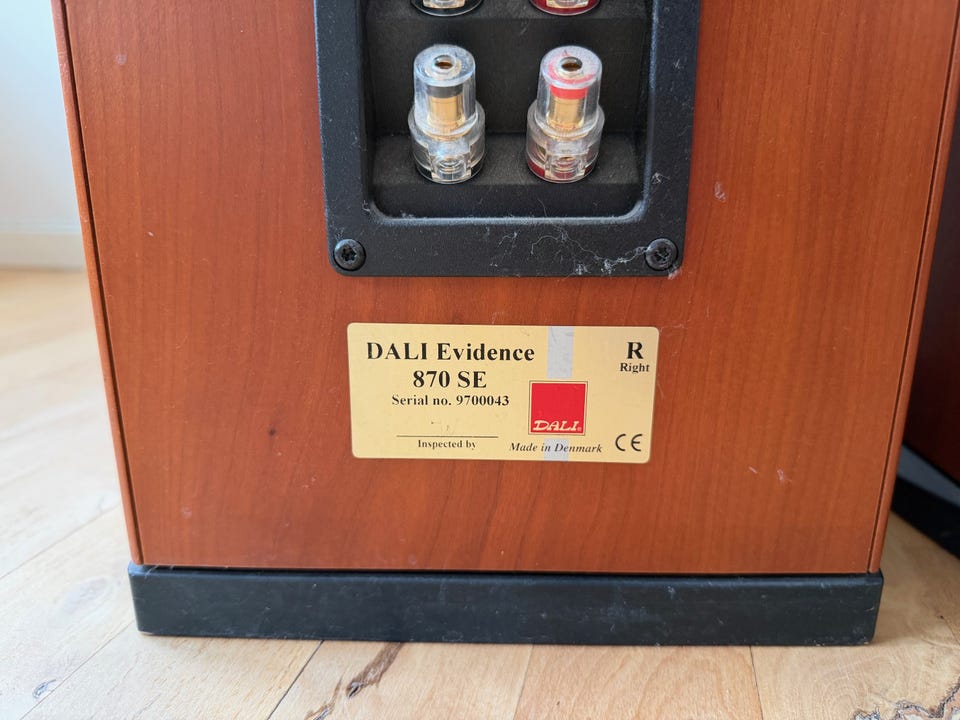 DALI Evidence
870 SE
Serial no. 9700043
Inspected by
DALI
Made in Denmark
R
Right
CE